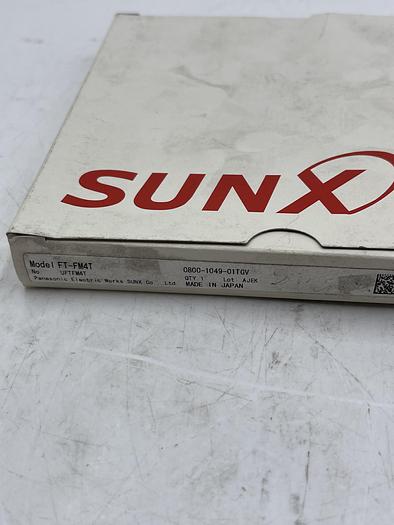 SUNX
Model FT-FM4T 0800-1049-01TGV
No UFTFM4T QTY 1 Lot AJEK
Panasonic Electric Works SUNX Co., Ltd. MADE IN JAPAN